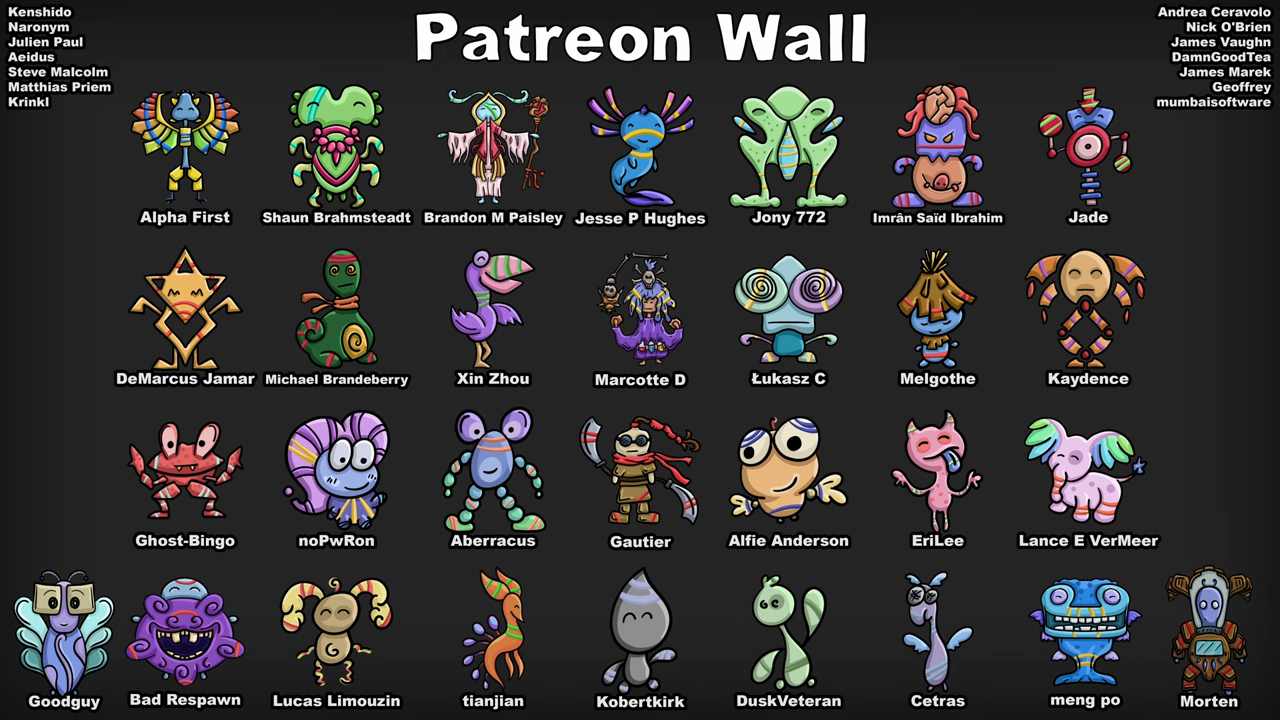 Patreon Wall
Kenshido
Naronym
Julien Paul
Aeidus
Steve Malcolm
Matthias Priem
Krinkl
Andrea Ceravolo
Nick O'Brien
James Vaughn
DamnGoodTea
James Marek
Geoffrey
mumbaisoftware
Alpha First
Shaun Brahmsteadt
Brandon M Paisley
Jesse P Hughes
Jony 772
Imrân Saïd Ibrahim
Jade
DeMarcus Jamar
Michael Brandeberry
Xin Zhou
Marcotte D
Łukasz C
Melgothe
Kaydence
Ghost-Bingo
noPwRon
Aberracus
Gautier
Alfie Anderson
EriLee
Lance E VerMeer
Goodguy
Bad Respawn
Lucas Limouzin
tianjian
Kobertkirk
DuskVeteran
Cetras
meng po
Morten